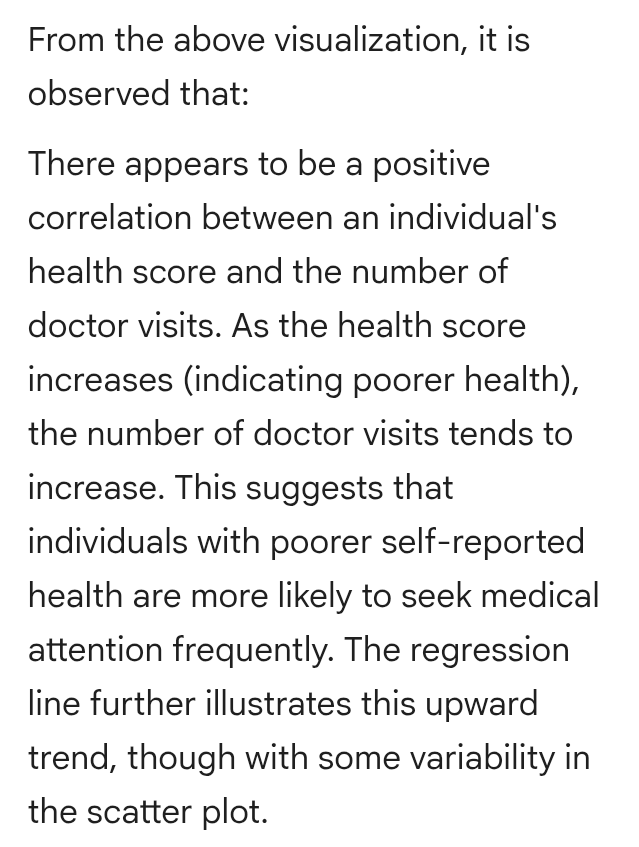 From the above visualization, it is
observed that:
There appears to be a positive
correlation between an individual's
health score and the number of
doctor visits. As the health score
increases (indicating poorer health),
the number of doctor visits tends to
increase. This suggests that
individuals with poorer self-reported
health are more likely to seek medical
attention frequently. The regression
line further illustrates this upward
trend, though with some variability in
the scatter plot.